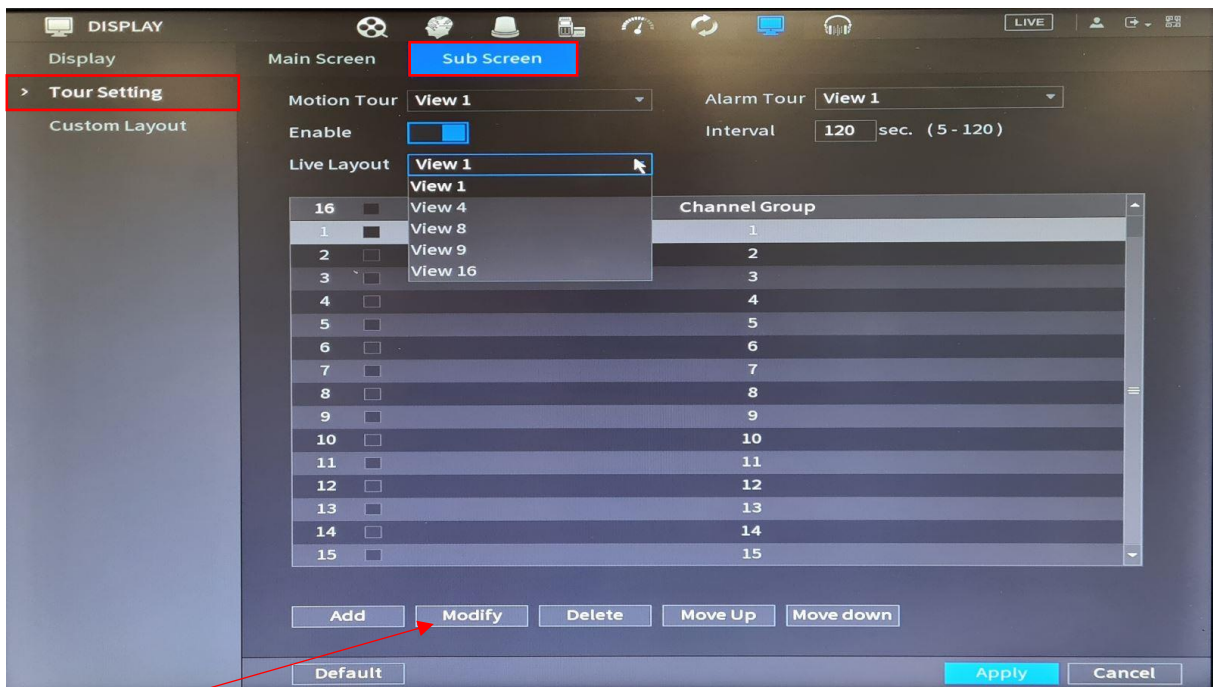 DISPLAY LIVE
Display Main Screen Sub Screen
> Tour Setting
Motion Tour View 1 Alarm Tour View 1
Custom Layout
Enable Interval 120 sec. (5-120)
Live Layout View 1
View 1
16 View 4 Channel Group
1 View 8 1
2 View 9 2
3 View 16 3
4 4
5 5
6 6
7 7
8 8
9 9
10 10
11 11
12 12
13 13
14 14
15 15
Add Modify Delete Move Up Move down
Default Apply Cancel